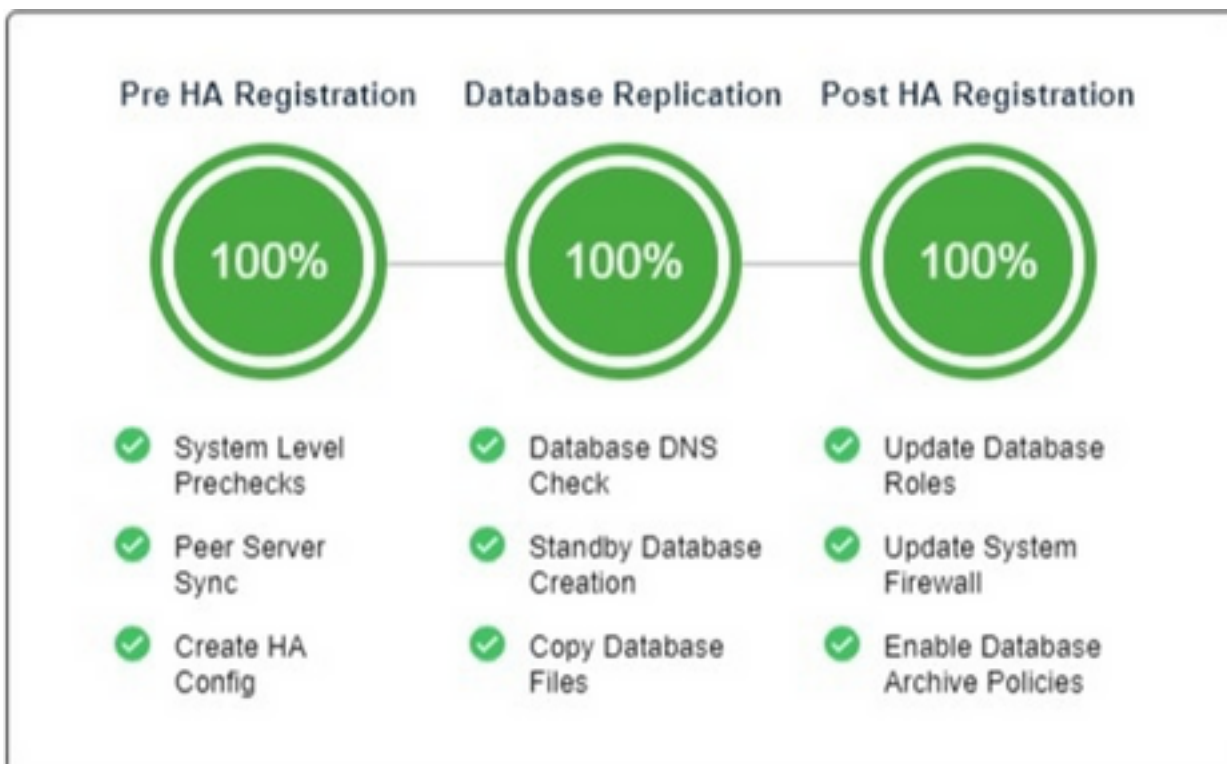 Pre HA Registration
Database Replication
Post HA Registration
100%
100%
100%
System Level
Prechecks
Peer Server
Sync
Create HA
Config
Database DNS
Check
Standby Database
Creation
Copy Database
Files
Update Database
Roles
Update System
Firewall
Enable Database
Archive Policies